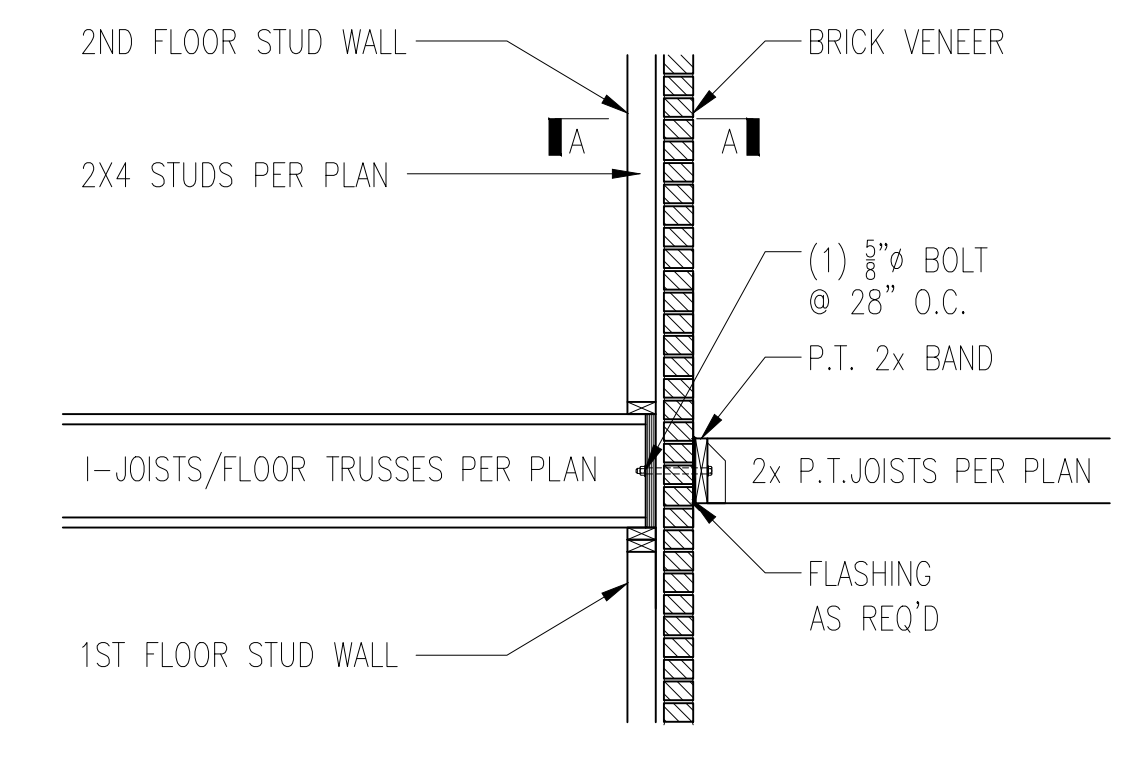 2ND FLOOR STUD WALL
BRICK VENEER
A
A
2X4 STUDS PER PLAN
(1) 5/8"ø BOLT
@ 28" O.C.
P.T. 2x BAND
I-JOISTS/FLOOR TRUSSES PER PLAN
2x P.T.JOISTS PER PLAN
FLASHING
AS REQ'D
1ST FLOOR STUD WALL